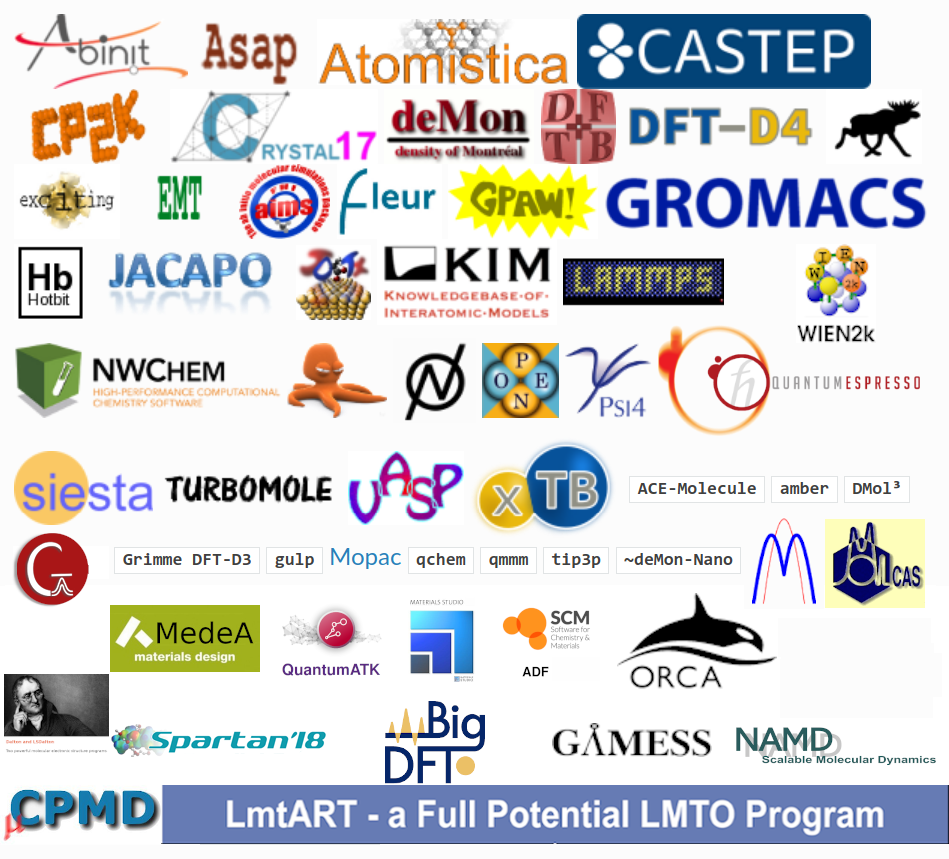 Abinit
Asap
Atomistica
CASTEP
CP2K
CRYSTAL17
deMon
density of Montréal
DFTB
DFT-D4
exciting
EMT
The ab initio molecular simulations package
FHI
aims
fleur
GPAW!
GROMACS
Hb
Hotbit
JACAPO
KIM
KNOWLEDGEBASE·OF·
INTERATOMIC·MODELS
LAMMPS
WIEN
2k
WIEN2k
NWCHEM
HIGH-PERFORMANCE COMPUTATIONAL
CHEMISTRY SOFTWARE
N
OPEN
PSI4
ħ
QUANTUMESPRESSO
siesta
TURBOMOLE
VASP
xTB
ACE-Molecule
amber
DMol³
G
Grimme DFT-D3
gulp
Mopac
qchem
qmmm
tip3p
~deMon-Nano
MOLCAS
MedeA
materials design
QuantumATK
MATERIALS STUDIO
SCM
Software for
Chemistry &
Materials
ADF
ORCA
Dalton and LSDalton
Two powerful molecular electronic structure programs
Spartan'18
BigDFT
GAMESS
NAMD
Scalable Molecular Dynamics
μ
CPMD
LmtART - a Full Potential LMTO Program